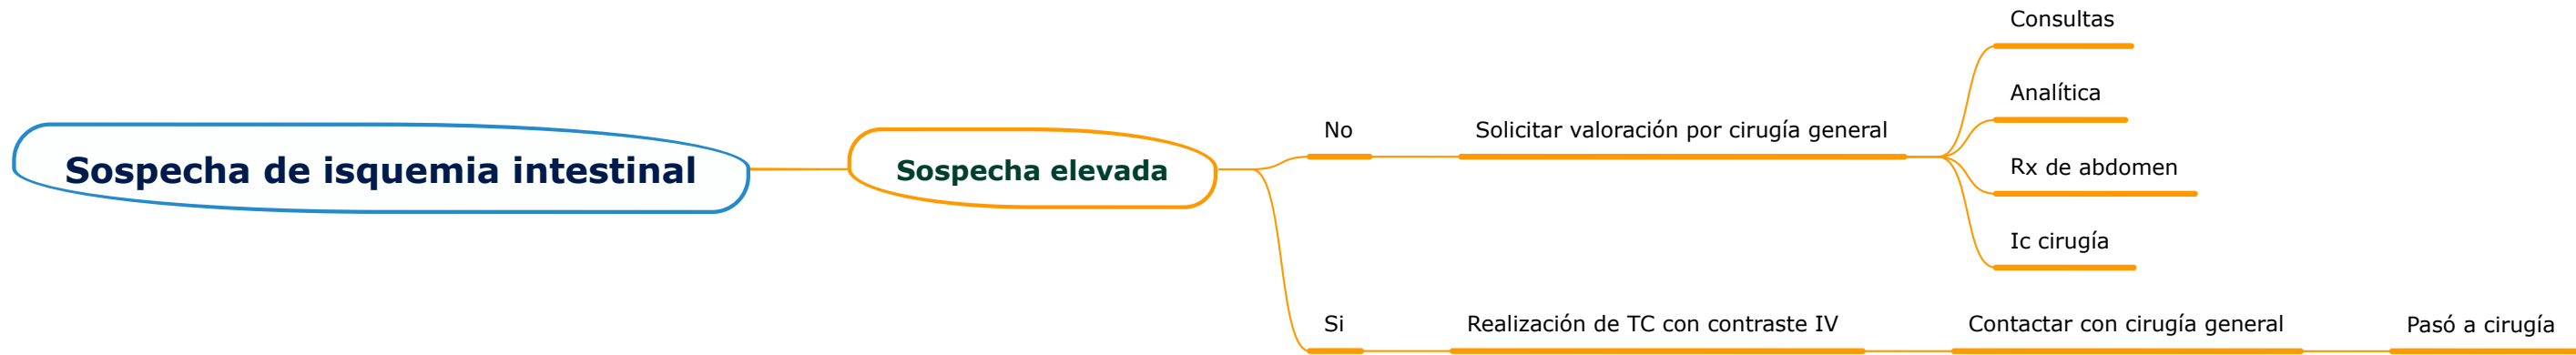 Sospecha de isquemia intestinal
Sospecha elevada
No
Solicitar valoración por cirugía general
Consultas
Analítica
Rx de abdomen
Ic cirugía
Si
Realización de TC con contraste IV
Contactar con cirugía general
Pasó a cirugía